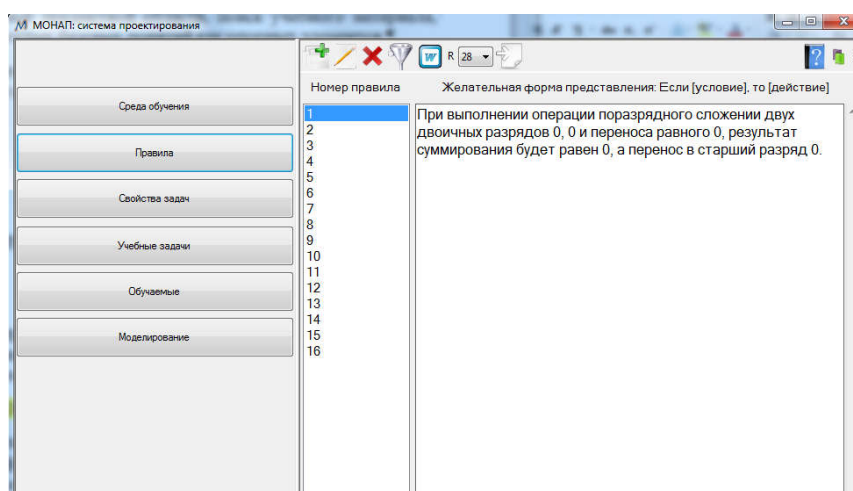 МОНАП: система проектирования
R 28
Номер правила
Желательная форма представления: Если [условие], то [действие]
Среда обучения
Правила
Свойства задач
Учебные задачи
Обучаемые
Моделирование
1
2
3
4
5
6
7
8
9
10
11
12
13
14
15
16
При выполнении операции поразрядного сложении двух
двоичных разрядов 0, 0 и переноса равного 0, результат
суммирования будет равен 0, а перенос в старший разряд 0.